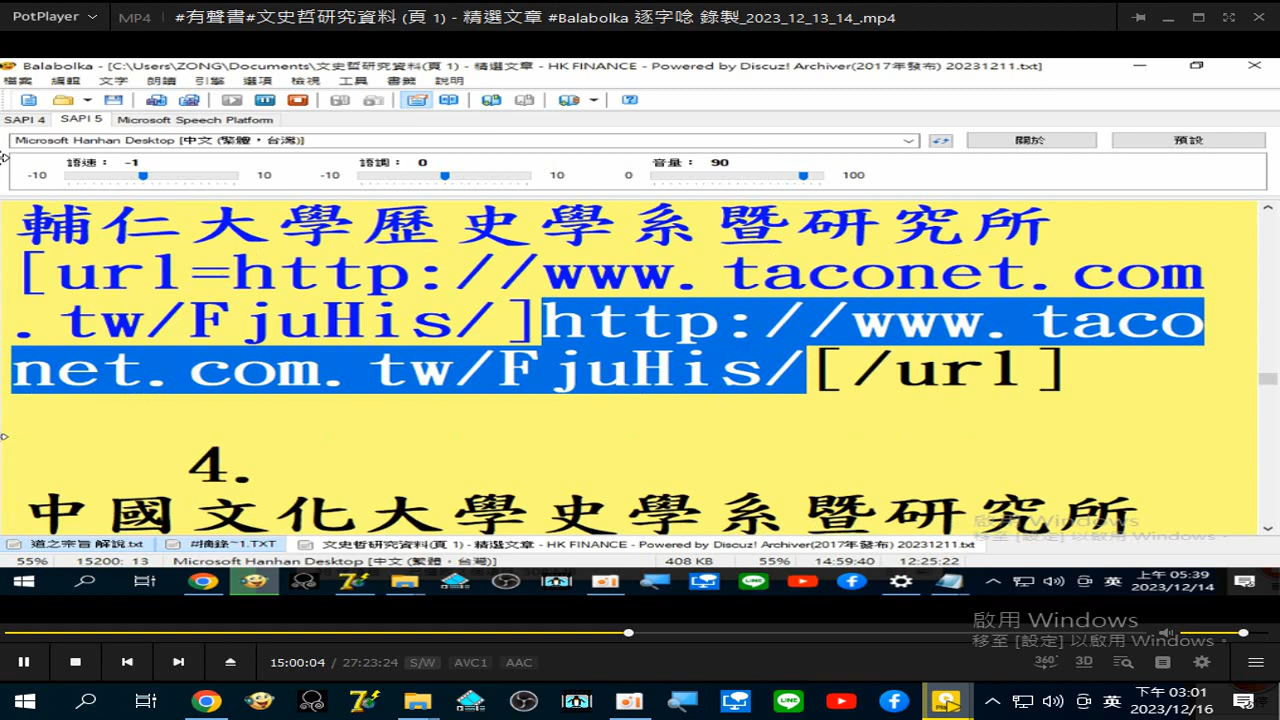 PotPlayer MP4 #有聲書#文史哲研究資料 (頁 1) - 精選文章 #Balabolka 逐字唸 錄製_2023_12_13_14_.mp4
Balabolka - [C:\Users\ZONG\Documents\文史哲研究資料(頁 1) - 精選文章 - HK FINANCE - Powered by Discuz! Archiver(2017年發布) 20231211.txt]
檔案 編輯 文字 朗讀 引擎 選項 檢視 工具 書籤 說明
SAPI 4 SAPI 5 Microsoft Speech Platform
Microsoft Hanhan Desktop [中文 (繁體，台灣)] 關於 預設
語速： -1 語調： 0 音量： 90
-10 10 -10 10 0 100
輔仁大學歷史學系暨研究所
[url=http://www.taconet.com
.tw/FjuHis/]http://www.taco
net.com.tw/FjuHis/[/url]
4.
中國文化大學史學系暨研究所
啟用 Windows
移至 [設定] 以啟用 Windows。
道之宗旨 解說.txt #摘錄~1.TXT 文史哲研究資料(頁 1) - 精選文章 - HK FINANCE - Powered by Discuz! Archiver(2017年發布) 20231211.txt
55% 15200: 13 Microsoft Hanhan Desktop [中文 (繁體，台灣)] 408 KB 55% 14:59:40 12:25:22
英 上午 05:39
2023/12/14
啟用 Windows
移至 [設定] 以啟用 Windows。
15:00:04 / 27:23:24 S/W AVC1 AAC 360° 3D
英 下午 03:01
2023/12/16